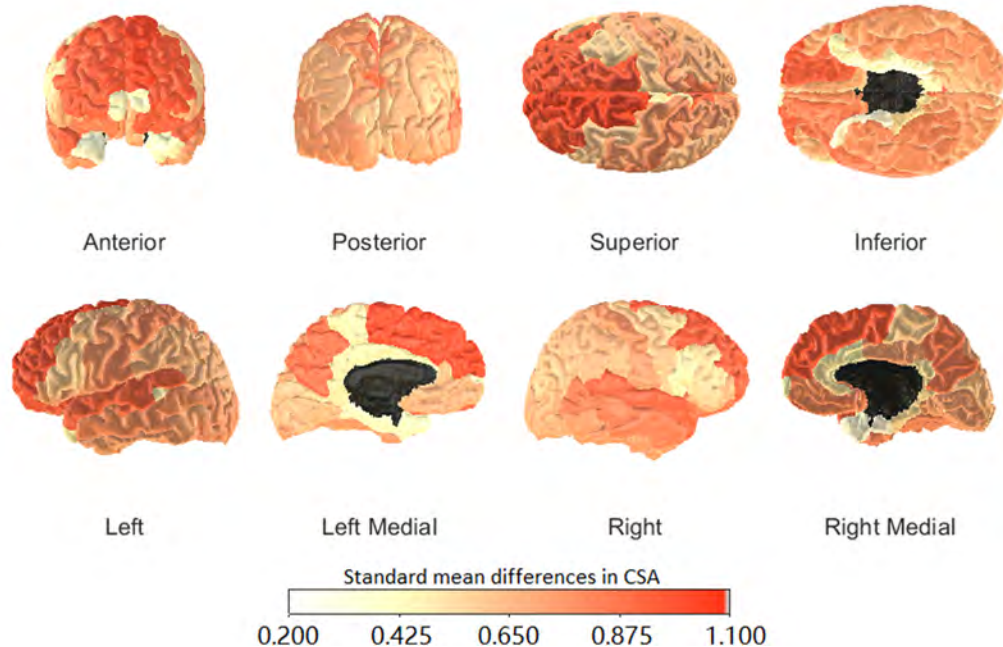 Anterior Posterior Superior Inferior
Left Left Medial Right Right Medial
Standard mean differences in CSA
0.200 0.425 0.650 0.875 1.100